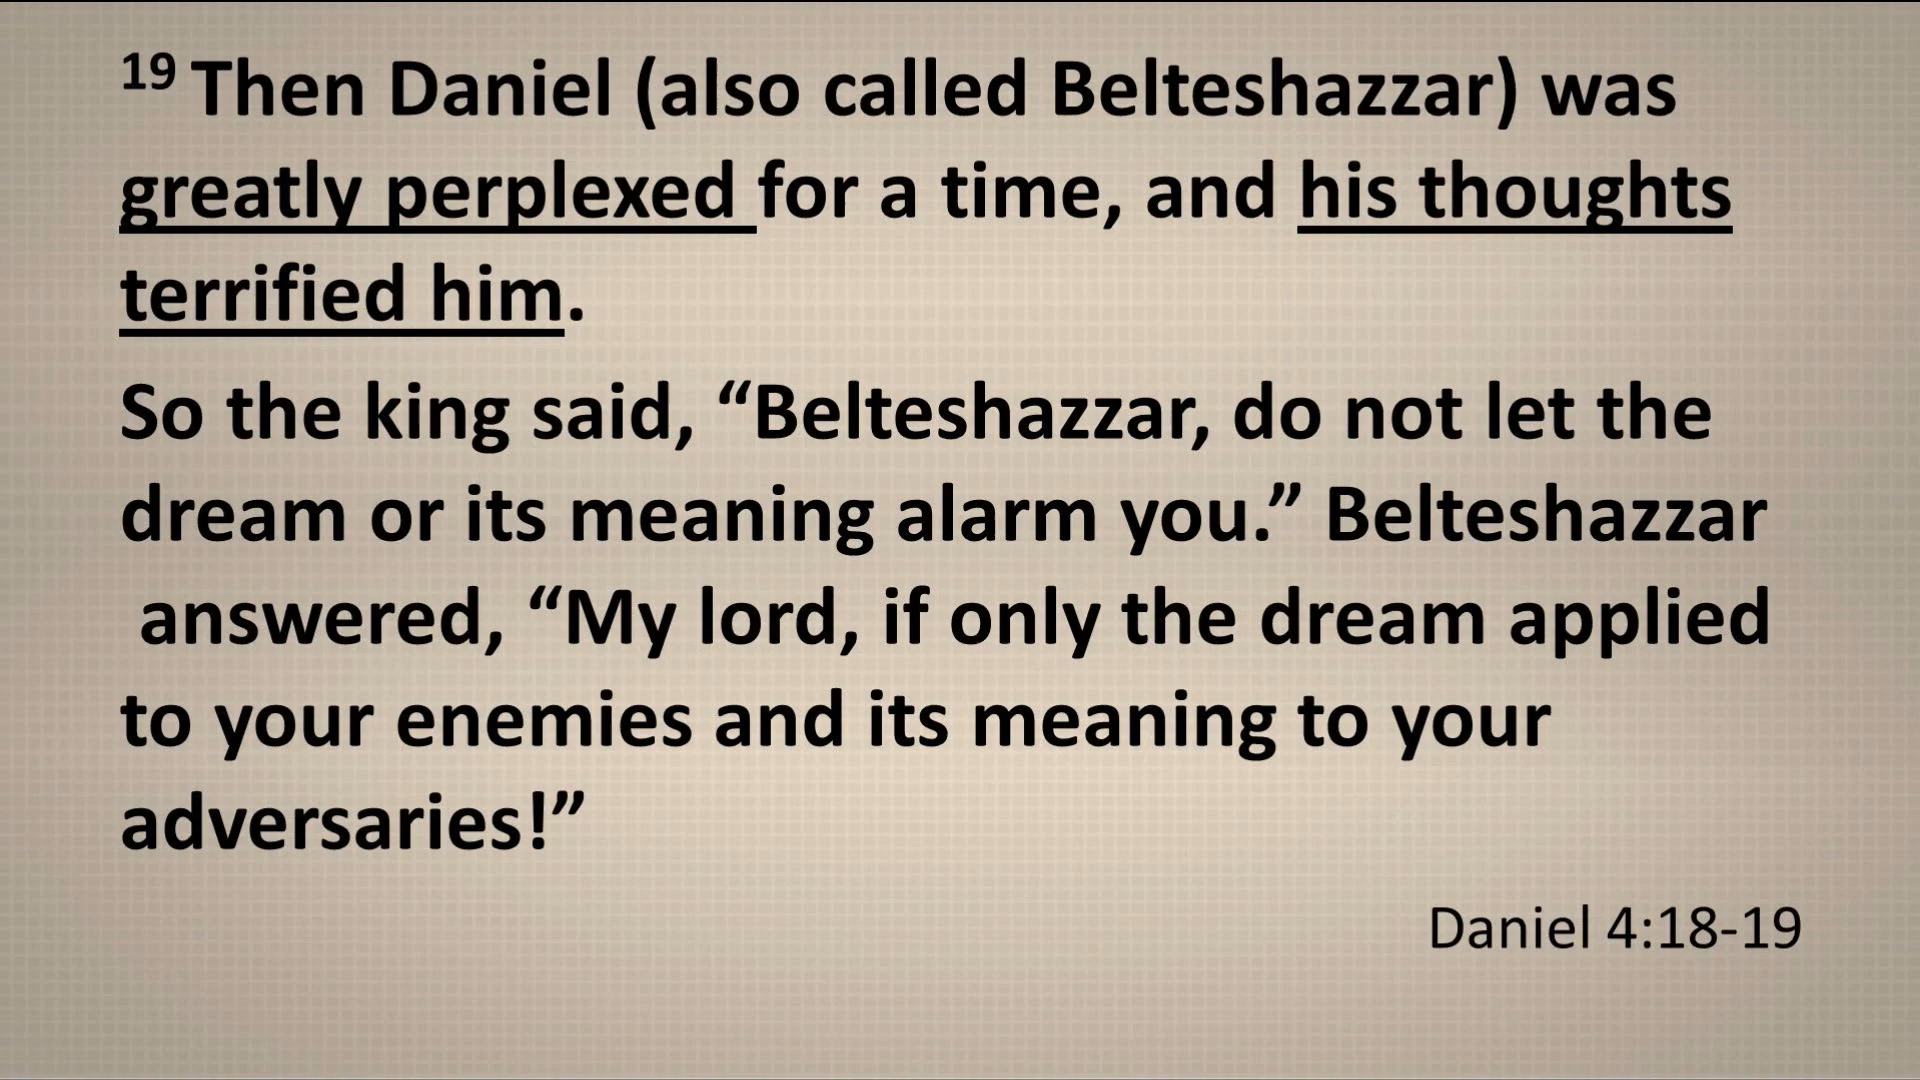 19 Then Daniel (also called Belteshazzar) was
greatly perplexed for a time, and his thoughts
terrified him.
So the king said, “Belteshazzar, do not let the
dream or its meaning alarm you.” Belteshazzar
answered, “My lord, if only the dream applied
to your enemies and its meaning to your
adversaries!”
Daniel 4:18-19